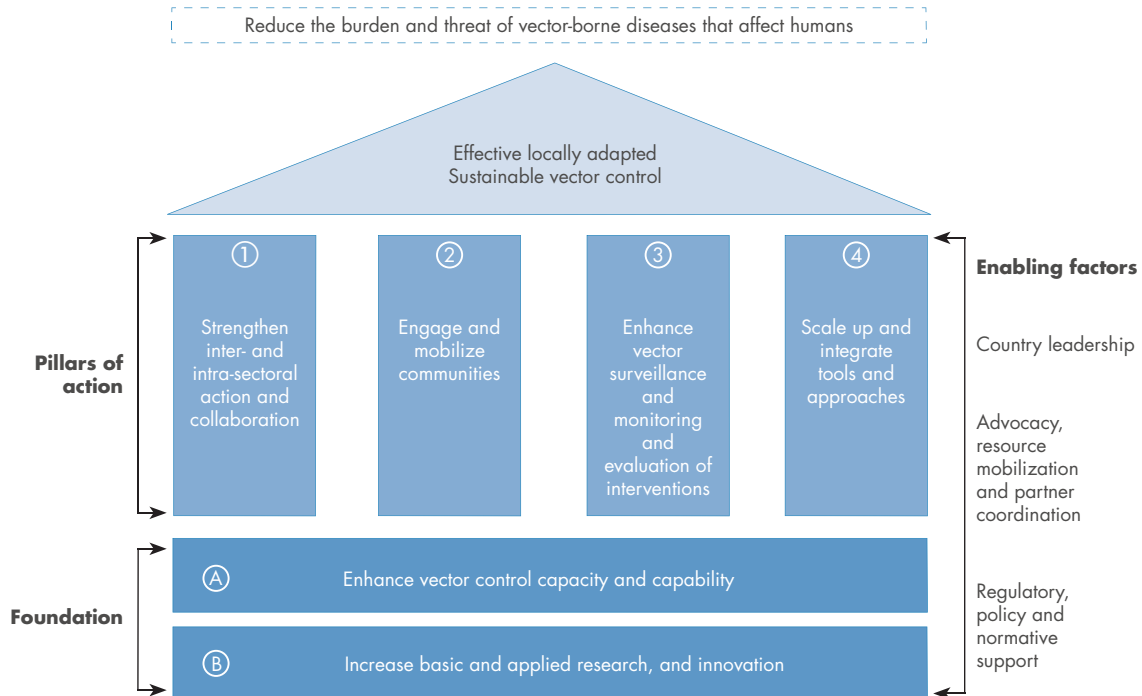 Reduce the burden and threat of vector-borne diseases that affect humans
Effective locally adapted
Sustainable vector control
Pillars of
action
1
Strengthen
inter- and
intra-sectoral
action and
collaboration
2
Engage and
mobilize
communities
3
Enhance
vector
surveillance
and
monitoring
and
evaluation of
interventions
4
Scale up and
integrate
tools and
approaches
Foundation
A
Enhance vector control capacity and capability
B
Increase basic and applied research, and innovation
Enabling factors
Country leadership
Advocacy,
resource
mobilization
and partner
coordination
Regulatory,
policy and
normative
support